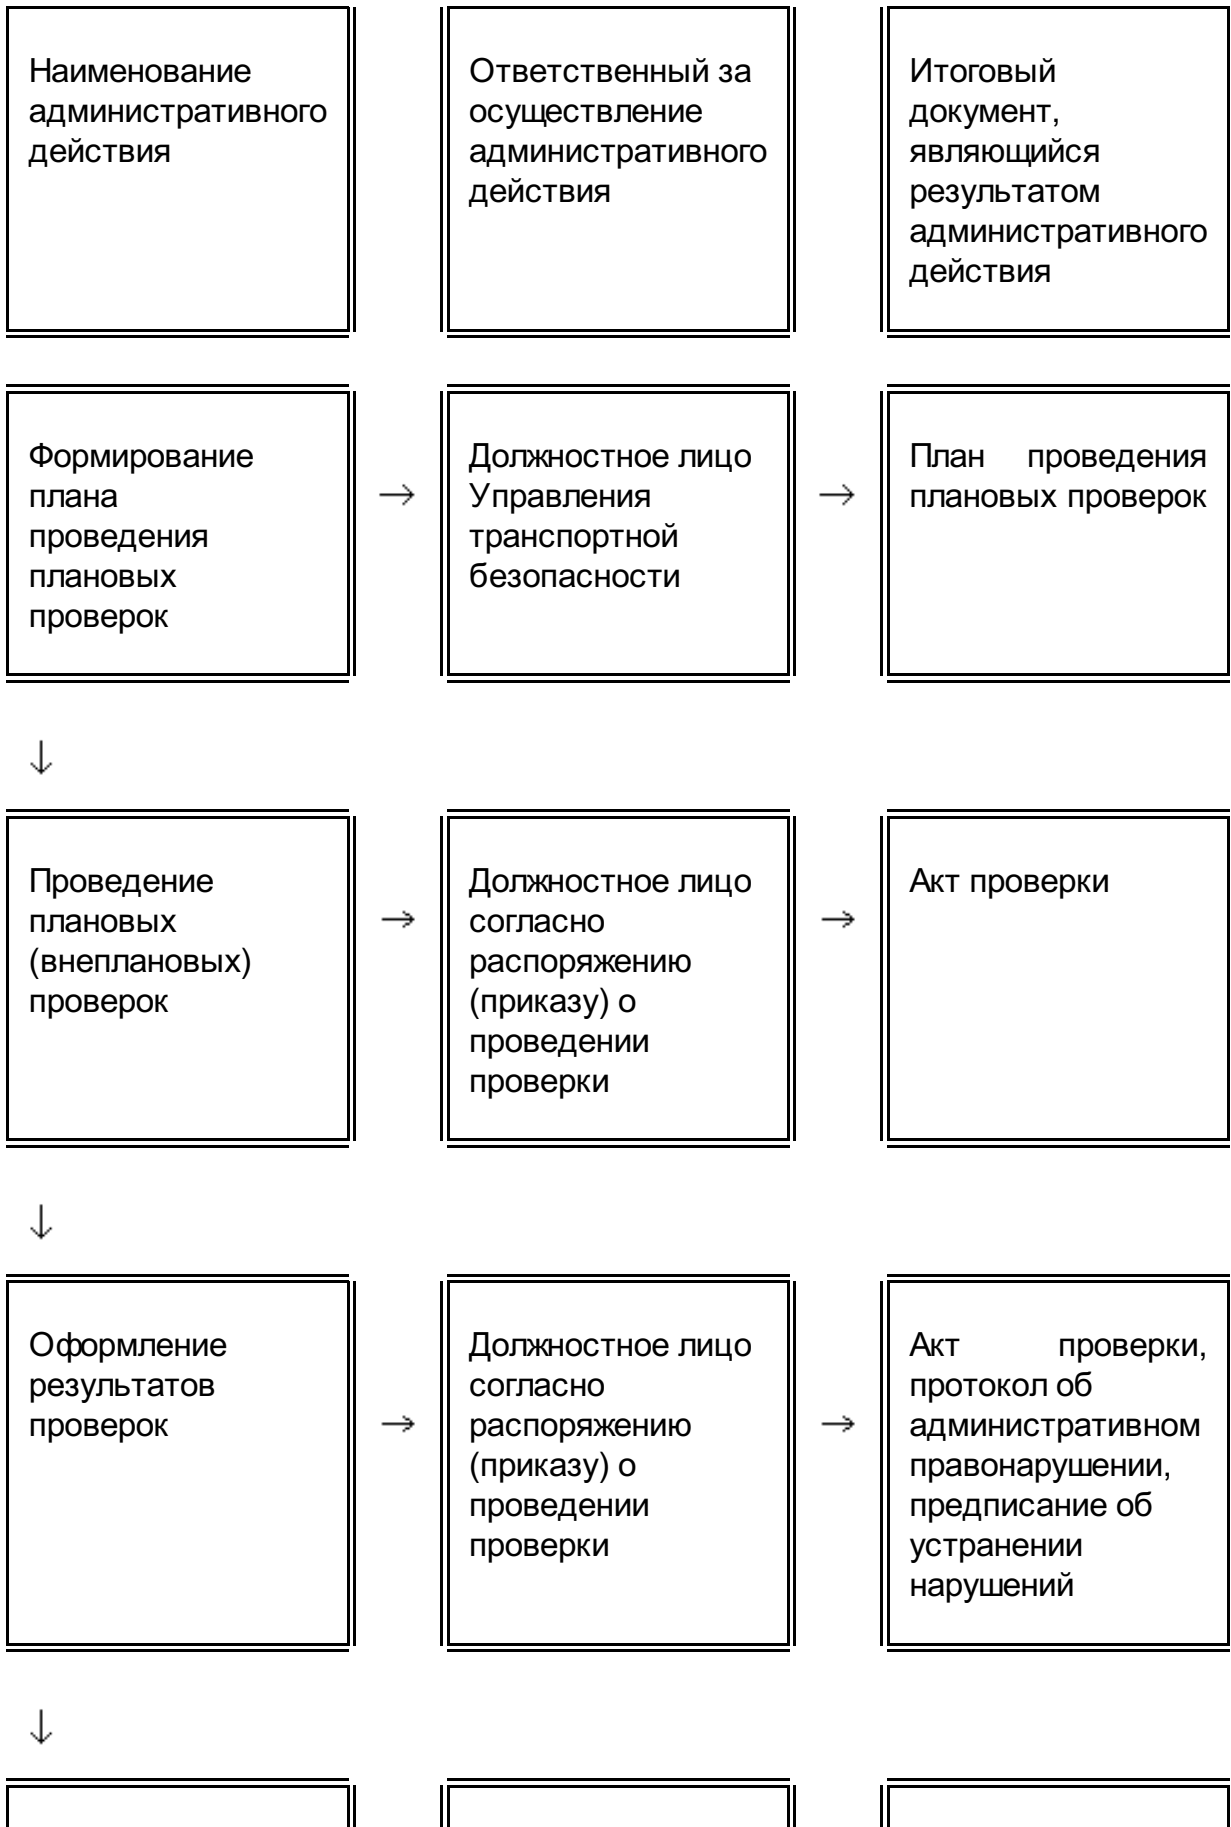 Наименование
административного
действия
Ответственный за
осуществление
административного
действия
Итоговый
документ,
являющийся
результатом
административного
действия
Формирование
плана
проведения
плановых
проверок
→
Должностное лицо
Управления
транспортной
безопасности
→
План проведения
плановых проверок
↓
Проведение
плановых
(внеплановых)
проверок
→
Должностное лицо
согласно
распоряжению
(приказу) о
проведении
проверки
→
Акт проверки
↓
Оформление
результатов
проверок
→
Должностное лицо
согласно
распоряжению
(приказу) о
проведении
проверки
→
Акт проверки,
протокол об
административном
правонарушении,
предписание об
устранении
нарушений
↓